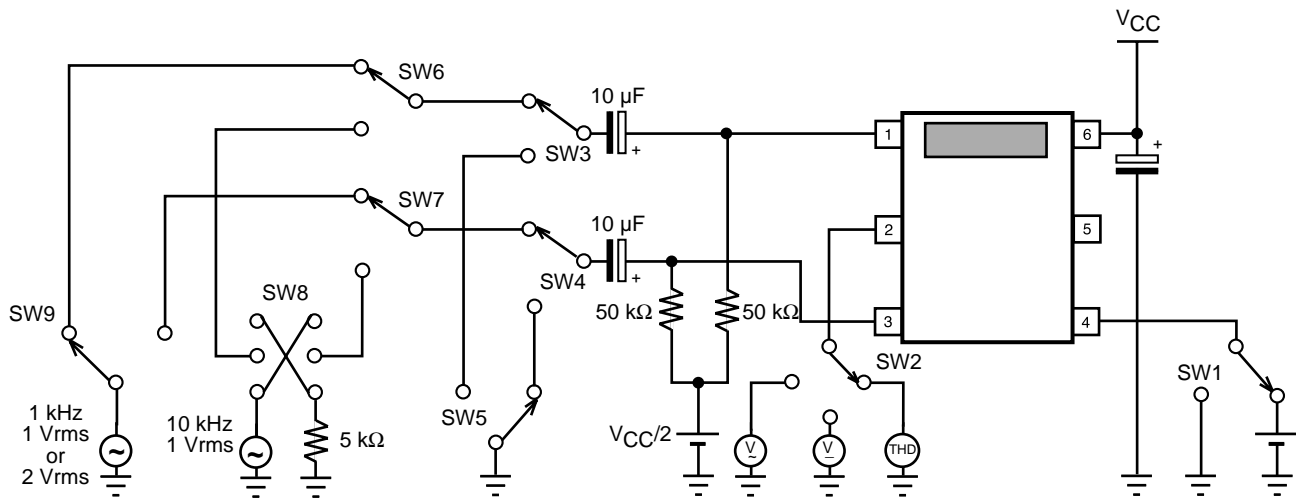 VCC
SW6
10 µF
+
SW3
1
6
+
SW7
10 µF
+
SW4
2
5
SW8
50 kΩ
50 kΩ
SW9
3
4
SW2
SW1
SW5
1 kHz
1 Vrms
or
2 Vrms
~
10 kHz
1 Vrms
~
5 kΩ
VCC/2
V
~
V
–
THD